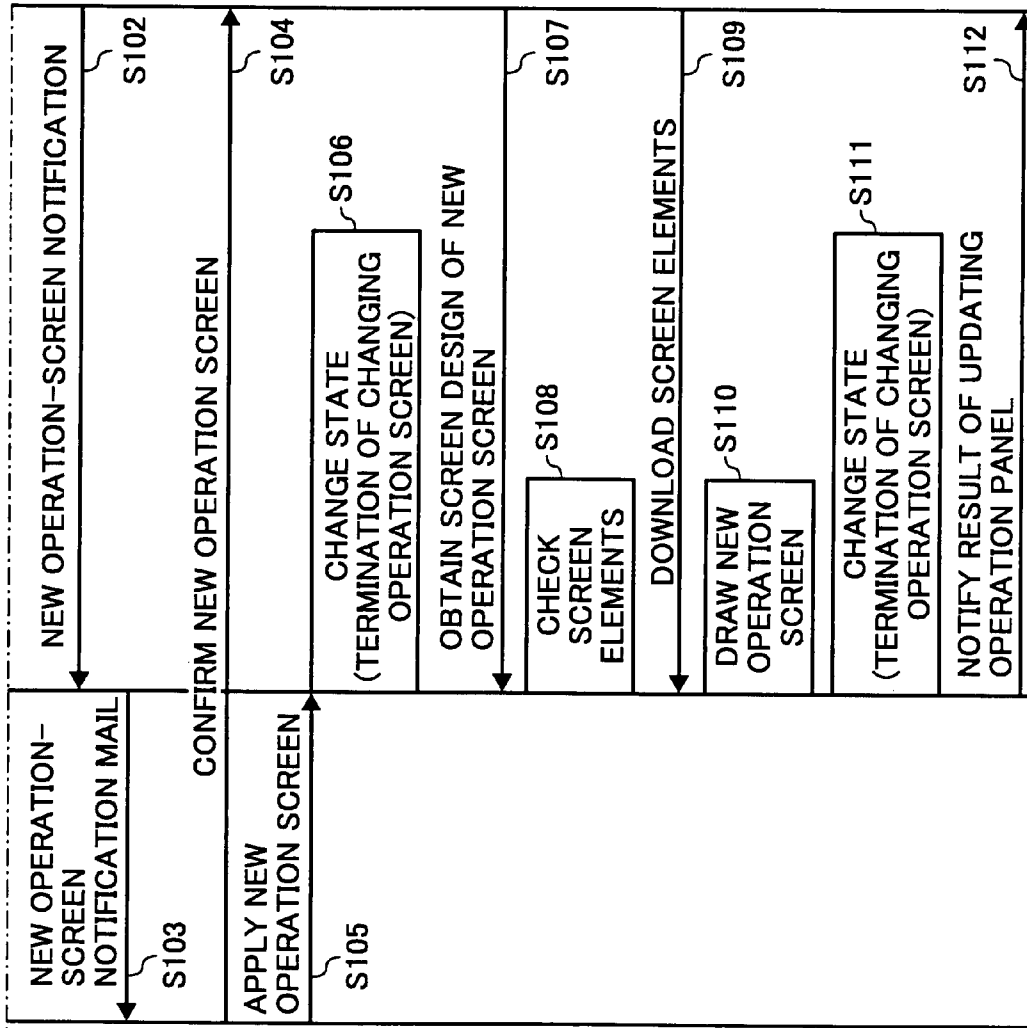 NEW OPERATION-SCREEN NOTIFICATION
S102
NEW OPERATION-
SCREEN
NOTIFICATION MAIL
S103
CONFIRM NEW OPERATION SCREEN
S104
APPLY NEW
OPERATION SCREEN
S105
CHANGE STATE
(TERMINATION OF CHANGING
OPERATION SCREEN)
S106
OBTAIN SCREEN DESIGN OF NEW
OPERATION SCREEN
S107
CHECK
SCREEN
ELEMENTS
S108
DOWNLOAD SCREEN ELEMENTS
S109
DRAW NEW
OPERATION
SCREEN
S110
CHANGE STATE
(TERMINATION OF CHANGING
OPERATION SCREEN)
S111
NOTIFY RESULT OF UPDATING
OPERATION PANEL
S112